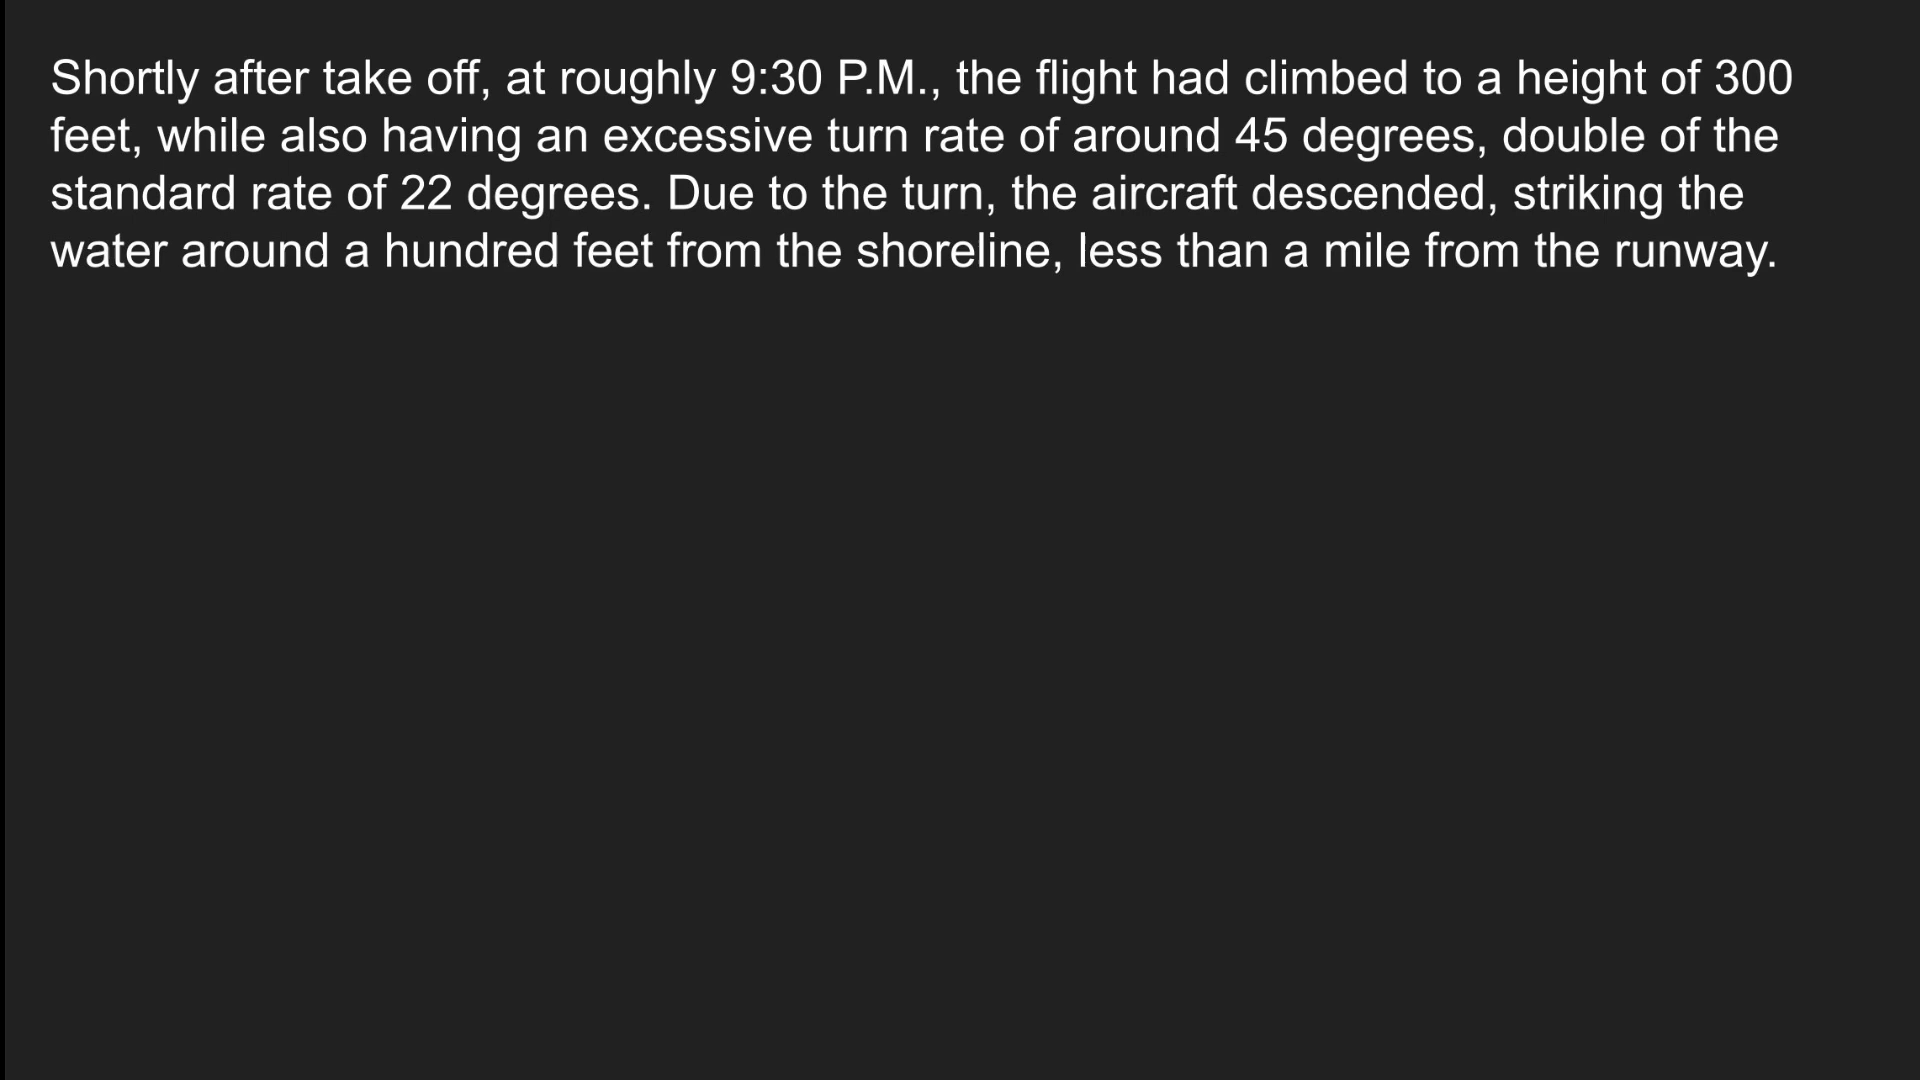 Shortly after take off, at roughly 9:30 P.M., the flight had climbed to a height of 300
feet, while also having an excessive turn rate of around 45 degrees, double of the
standard rate of 22 degrees. Due to the turn, the aircraft descended, striking the
water around a hundred feet from the shoreline, less than a mile from the runway.